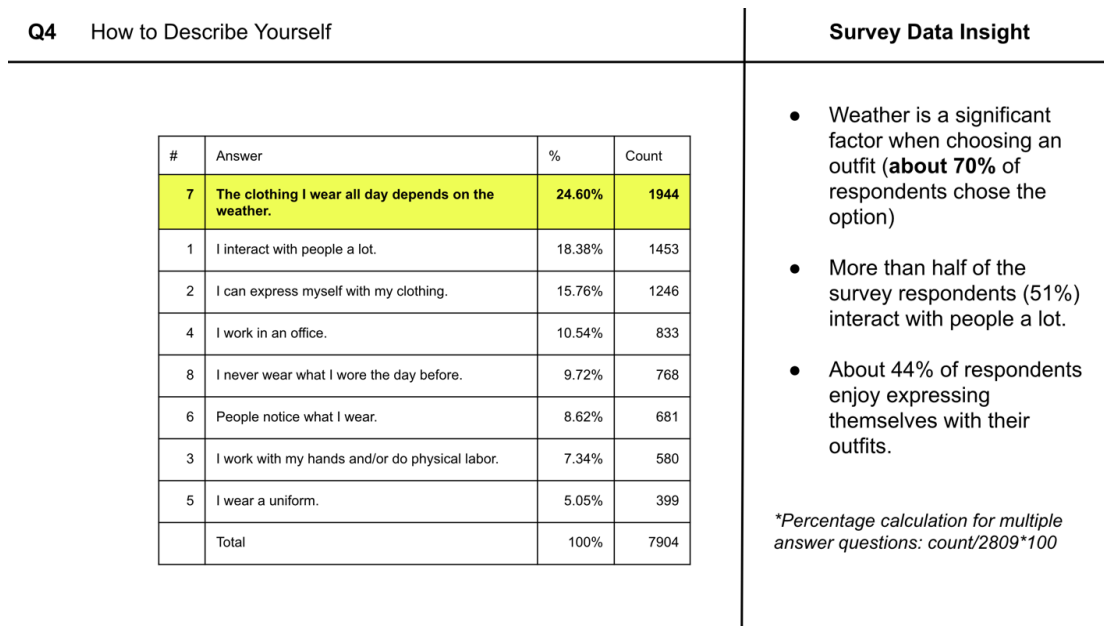 Q4 How to Describe Yourself
Survey Data Insight
# Answer % Count
7 The clothing I wear all day depends on the 24.60% 1944
weather.
1 I interact with people a lot. 18.38% 1453
2 I can express myself with my clothing. 15.76% 1246
4 I work in an office. 10.54% 833
8 I never wear what I wore the day before. 9.72% 768
6 People notice what I wear. 8.62% 681
3 I work with my hands and/or do physical labor. 7.34% 580
5 I wear a uniform. 5.05% 399
Total 100% 7904
● Weather is a significant
factor when choosing an
outfit (about 70% of
respondents chose the
option)
● More than half of the
survey respondents (51%)
interact with people a lot.
● About 44% of respondents
enjoy expressing
themselves with their
outfits.
*Percentage calculation for multiple
answer questions: count/2809*100